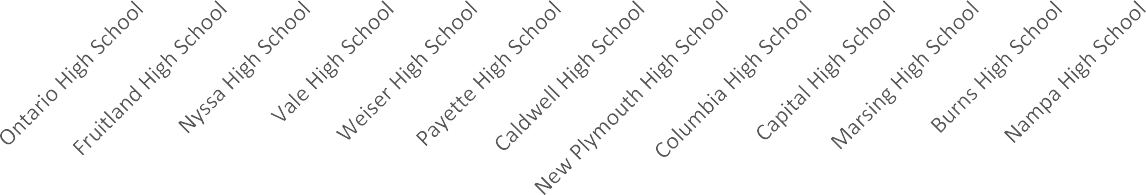 Ontario High School
Fruitland High School
Nyssa High School
Vale High School
Weiser High School
Payette High School
Caldwell High School
New Plymouth High School
Columbia High School
Capital High School
Marsing High School
Burns High School
Nampa High School